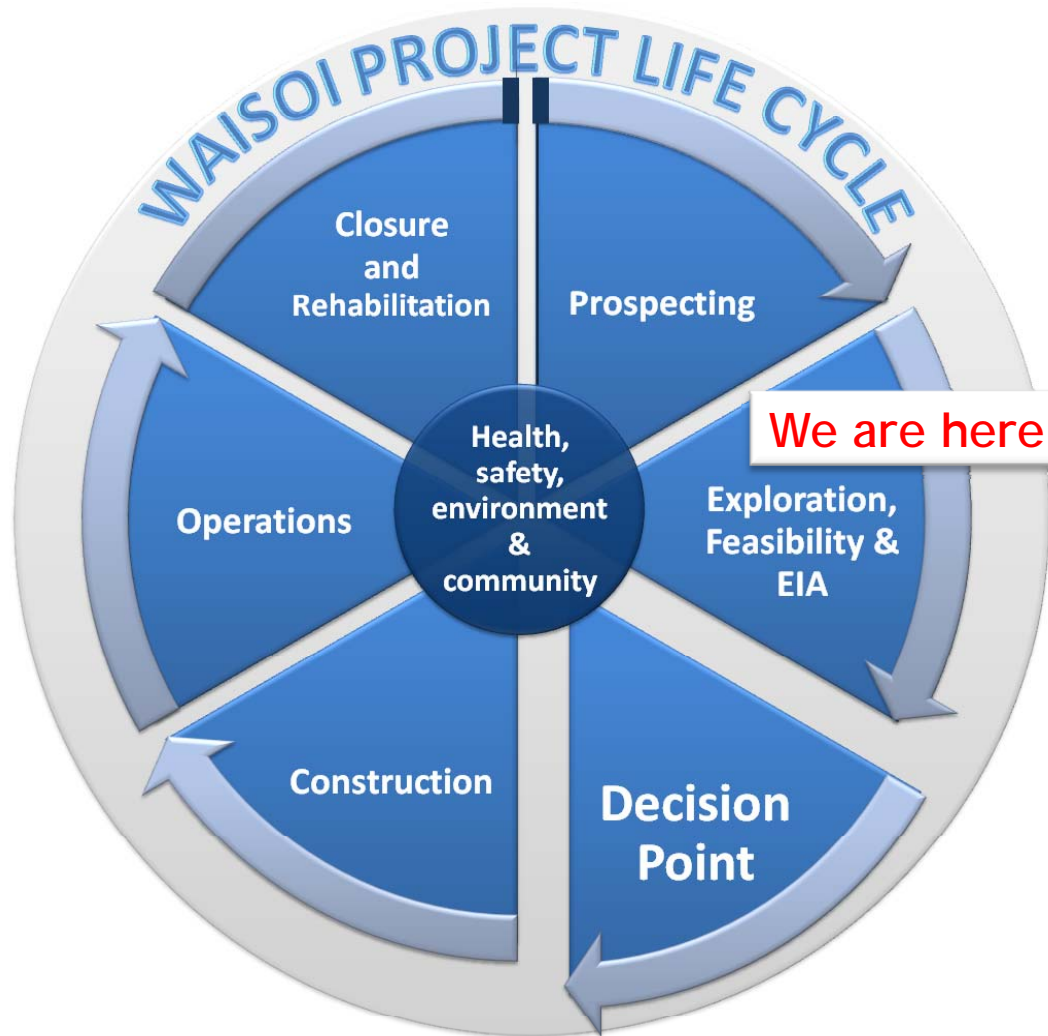 WAISOI PROJECT LIFE CYCLE
Closure
and
Rehabilitation
Prospecting
We are here
Health,
safety,
environment
&
community
Operations
Exploration,
Feasibility &
EIA
Construction
Decision
Point